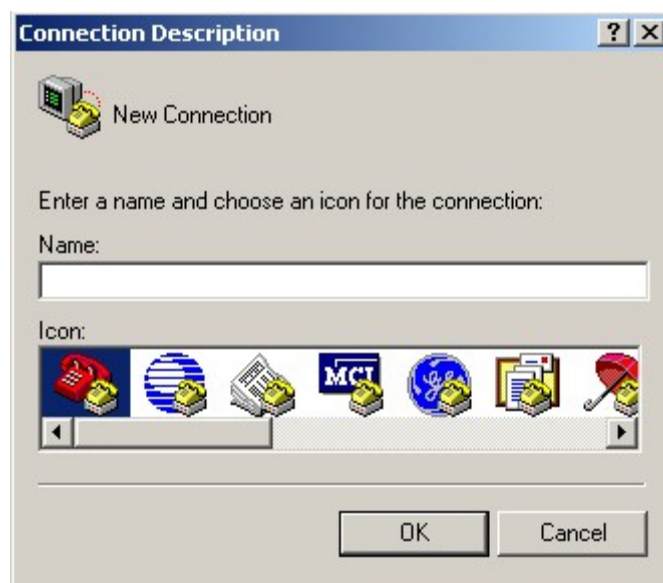 Connection Description
New Connection
Enter a name and choose an icon for the connection:
Name:
Icon:
MCI
OK Cancel